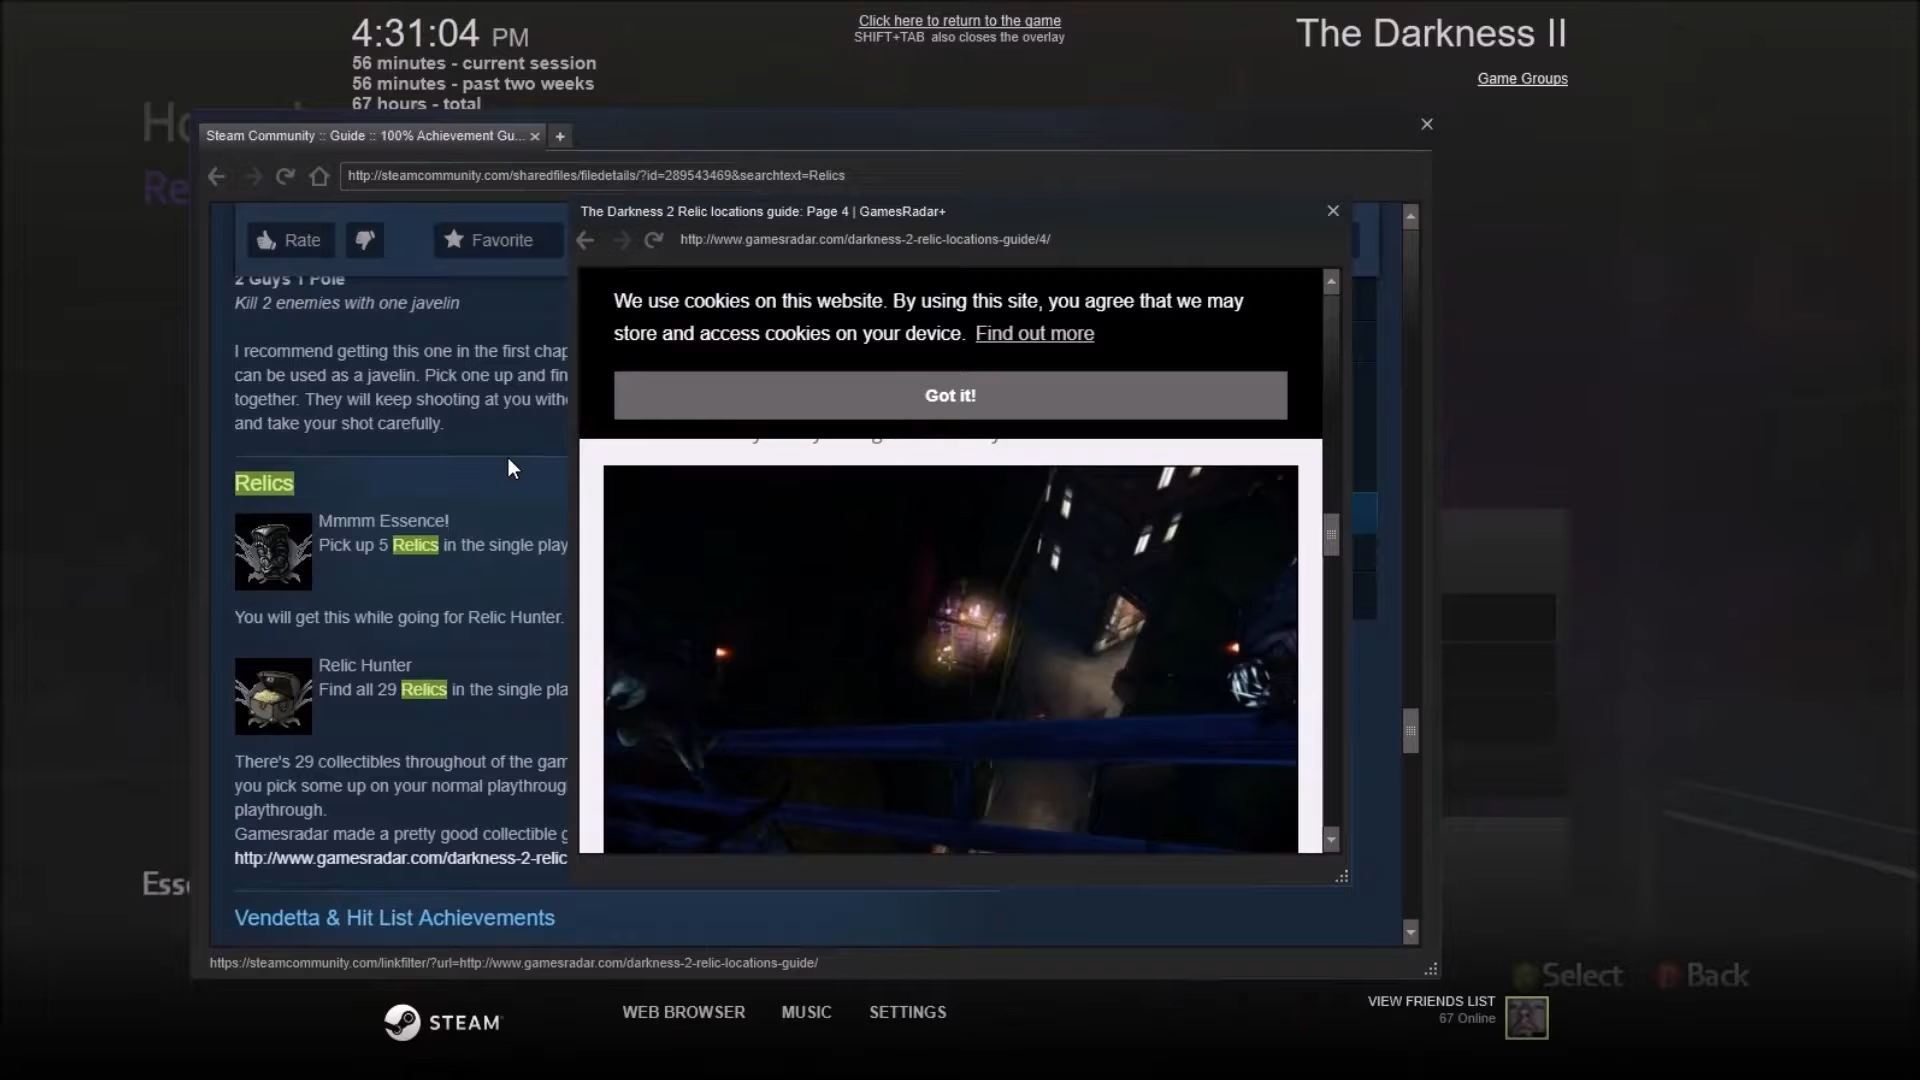 4:31:04 PM
56 minutes - current session
56 minutes - past two weeks
67 hours - total
Click here to return to the game
SHIFT+TAB also closes the overlay
The Darkness II
Game Groups
Steam Community :: Guide :: 100% Achievement Gu...
http://steamcommunity.com/sharedfiles/filedetails/?id=289543469&searchtext=Relics
Rate
Favorite
2 Guys 1 Pole
Kill 2 enemies with one javelin
I recommend getting this one in the first chap
can be used as a javelin. Pick one up and fin
together. They will keep shooting at you with
and take your shot carefully.
Relics
Mmmm Essence!
Pick up 5 Relics in the single play
You will get this while going for Relic Hunter.
Relic Hunter
Find all 29 Relics in the single pla
There's 29 collectibles throughout of the gam
you pick some up on your normal playthroug
playthrough.
Gamesradar made a pretty good collectible g
http://www.gamesradar.com/darkness-2-relic
Vendetta & Hit List Achievements
https://steamcommunity.com/linkfilter/?url=http://www.gamesradar.com/darkness-2-relic-locations-guide/
The Darkness 2 Relic locations guide: Page 4 | GamesRadar+
http://www.gamesradar.com/darkness-2-relic-locations-guide/4/
We use cookies on this website. By using this site, you agree that we may
store and access cookies on your device. Find out more
Got it!
Ess
Select
Back
STEAM
WEB BROWSER
MUSIC
SETTINGS
VIEW FRIENDS LIST
67 Online